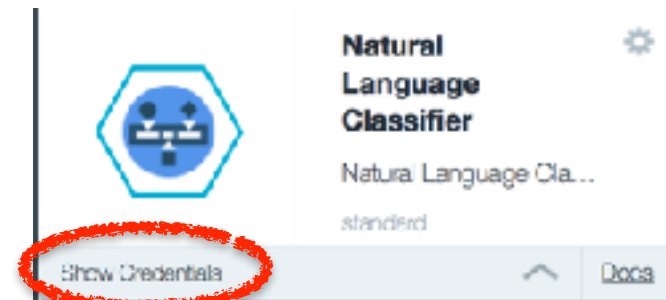 Natural
Language
Classifier
Natural Language Cla...
standard
Show Credentials
Docs